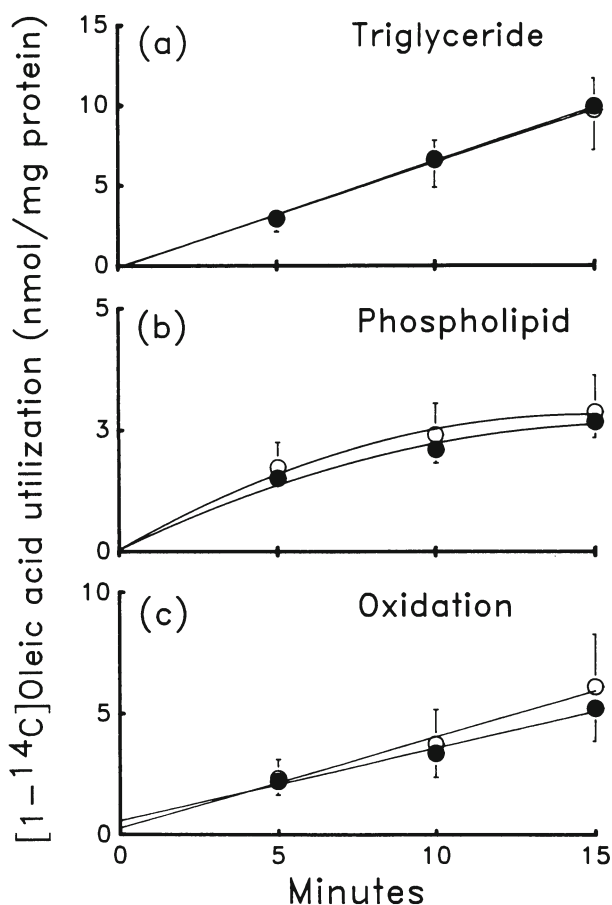 [1-¹⁴C]Oleic acid utilization (nmol/mg protein)
(a) Triglyceride
15
10
5
0
(b) Phospholipid
5
3
0
(c) Oxidation
10
5
0
0 5 10 15
Minutes